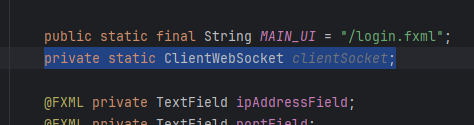 public static final String MAIN_UI = "/login.fxml";
private static ClientWebSocket clientSocket;
@FXML private TextField ipAddressField;
@FXML private TextField portField;